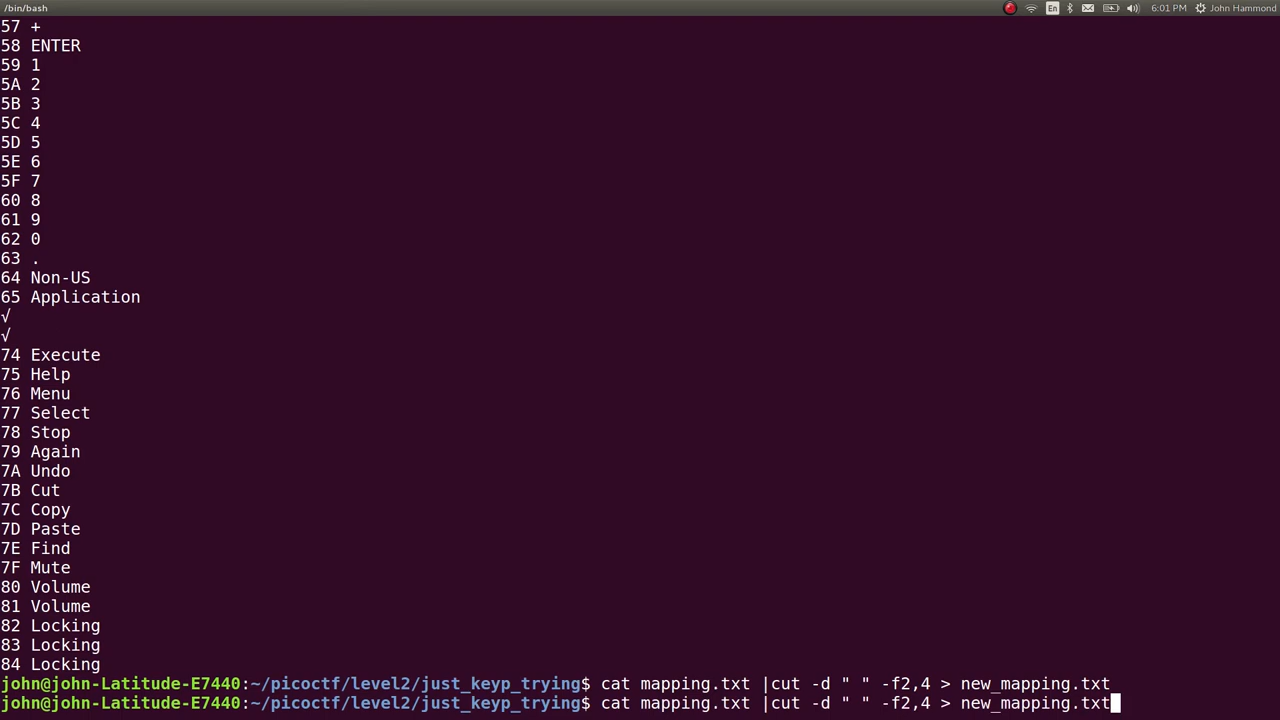 /bin/bash
En
6:01 PM
John Hammond
57 +
58 ENTER
59 1
5A 2
5B 3
5C 4
5D 5
5E 6
5F 7
60 8
61 9
62 0
63 .
64 Non-US
65 Application
√
√
74 Execute
75 Help
76 Menu
77 Select
78 Stop
79 Again
7A Undo
7B Cut
7C Copy
7D Paste
7E Find
7F Mute
80 Volume
81 Volume
82 Locking
83 Locking
84 Locking
john@john-Latitude-E7440:~/picoctf/level2/just_keyp_trying$ cat mapping.txt |cut -d " " -f2,4 > new_mapping.txt
john@john-Latitude-E7440:~/picoctf/level2/just_keyp_trying$ cat mapping.txt |cut -d " " -f2,4 > new_mapping.txt